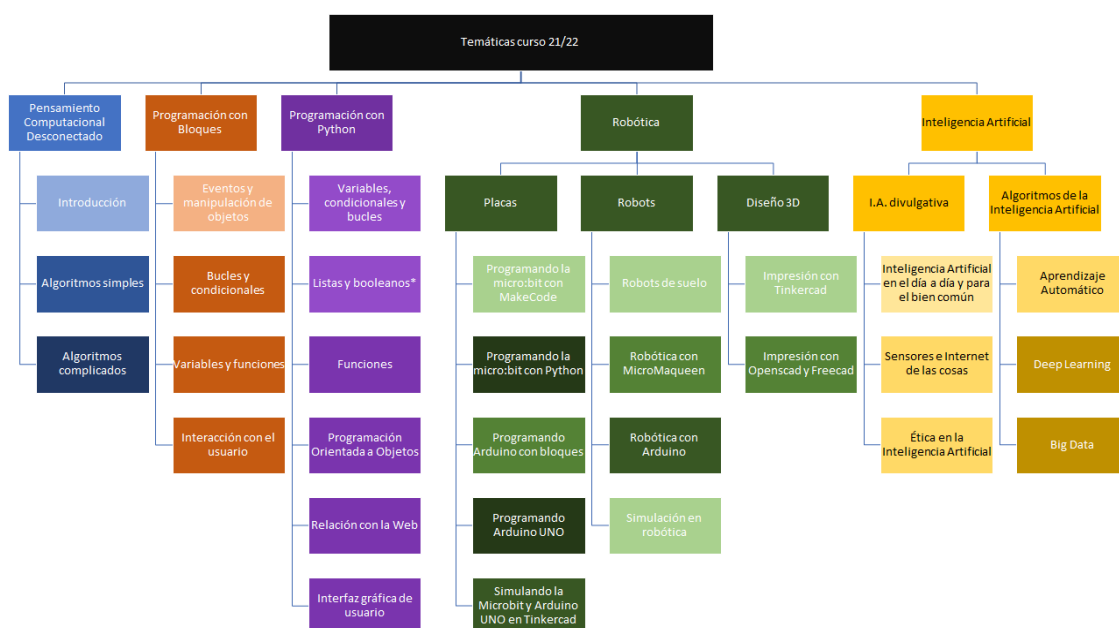 Temáticas curso 21/22
Pensamiento
Computacional
Desconectado
Programación con
Bloques
Programación con
Python
Robótica
Inteligencia Artificial
Introducción
Eventos y
manipulación de
objetos
Variables,
condicionales y
bucles
Placas
Robots
Diseño 3D
I.A. divulgativa
Algoritmos de la
Inteligencia Artificial
Algoritmos simples
Bucles y
condicionales
Listas y booleanos*
Programando la
micro:bit con
MakeCode
Robots de suelo
Impresión con
Tinkercad
Inteligencia Artificial
en el día a día y para
el bien común
Aprendizaje
Automático
Algoritmos
complicados
Variables y funciones
Funciones
Programando la
micro:bit con Python
Robótica con
MicroMaqueen
Impresión con
Openscad y Freecad
Sensores e Internet
de las cosas
Deep Learning
Interacción con el
usuario
Programación
Orientada a Objetos
Programando
Arduino con bloques
Robótica con
Arduino
Ética en la
Inteligencia Artificial
Big Data
Relación con la Web
Programando
Arduino UNO
Simulación en
robótica
Interfaz gráfica de
usuario
Simulando la
Microbit y Arduino
UNO en Tinkercad